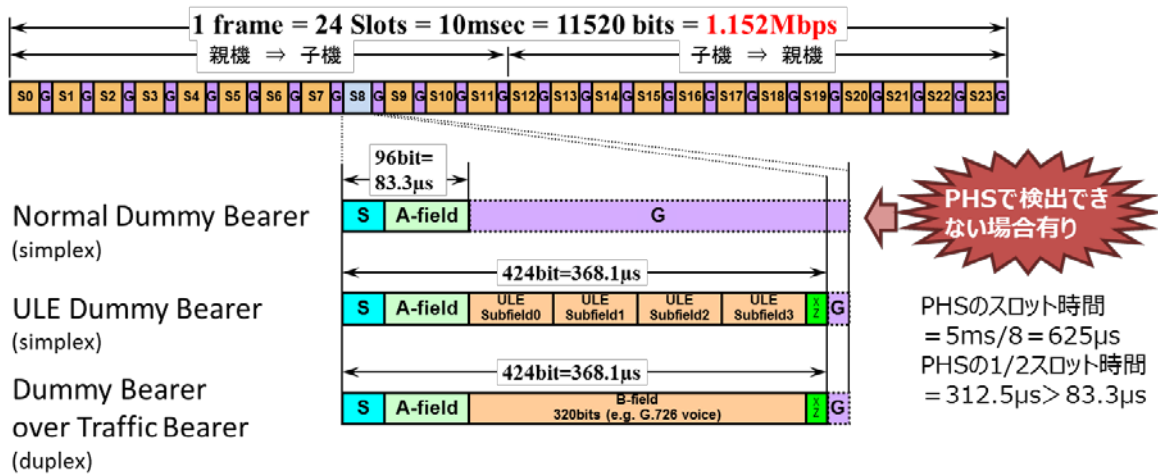 1 frame = 24 Slots = 10msec = 11520 bits = 1.152Mbps
親機 ⇒ 子機
子機 ⇒ 親機
S0 G S1 G S2 G S3 G S4 G S5 G S6 G S7 G S8 G S9 G S10 G S11 G S12 G S13 G S14 G S15 G S16 G S17 G S18 G S19 G S20 G S21 G S22 G S23 G
96bit=
83.3μs
Normal Dummy Bearer
(simplex)
S A-field G
PHSで検出でき
ない場合有り
424bit=368.1μs
ULE Dummy Bearer
(simplex)
S A-field ULE Subfield0 ULE Subfield1 ULE Subfield2 ULE Subfield3 X Z G
PHSのスロット時間
=5ms/8=625μs
PHSの1/2スロット時間
=312.5μs>83.3μs
424bit=368.1μs
Dummy Bearer
over Traffic Bearer
(duplex)
S A-field B-field 320bits (e.g. G.726 voice) X Z G